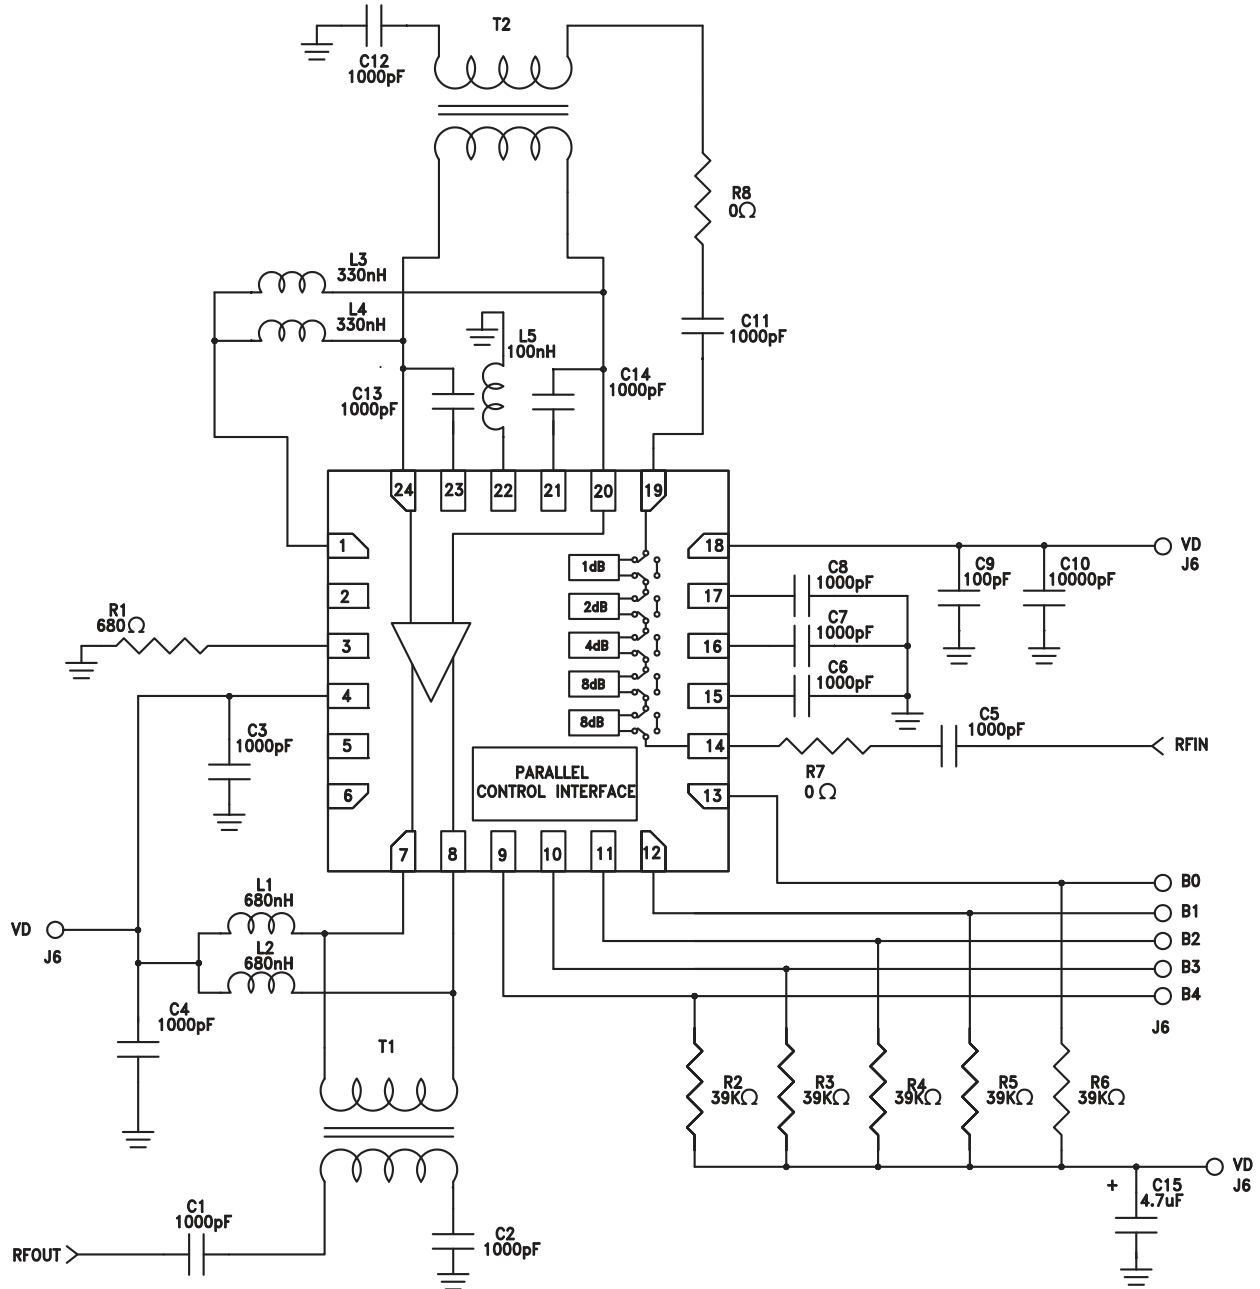 T2
C12
1000pF
R8
0Ω
L3
330nH
L4
330nH
L5
100nH
C11
1000pF
C13
1000pF
C14
1000pF
24
23
22
21
20
19
1
2
3
4
5
6
18
17
16
15
14
13
1dB
2dB
4dB
8dB
8dB
VD
J6
C8
1000pF
C9
100pF
C10
10000pF
C7
1000pF
C6
1000pF
R1
680Ω
C3
1000pF
C5
1000pF
RFIN
R7
0Ω
PARALLEL
CONTROL INTERFACE
7
8
9
10
11
12
B0
B1
B2
B3
B4
J6
L1
680nH
VD
J6
L2
680nH
C4
1000pF
T1
R2
39KΩ
R3
39KΩ
R4
39KΩ
R5
39KΩ
R6
39KΩ
VD
J6
+
C15
4.7uF
C1
1000pF
RFOUT
C2
1000pF